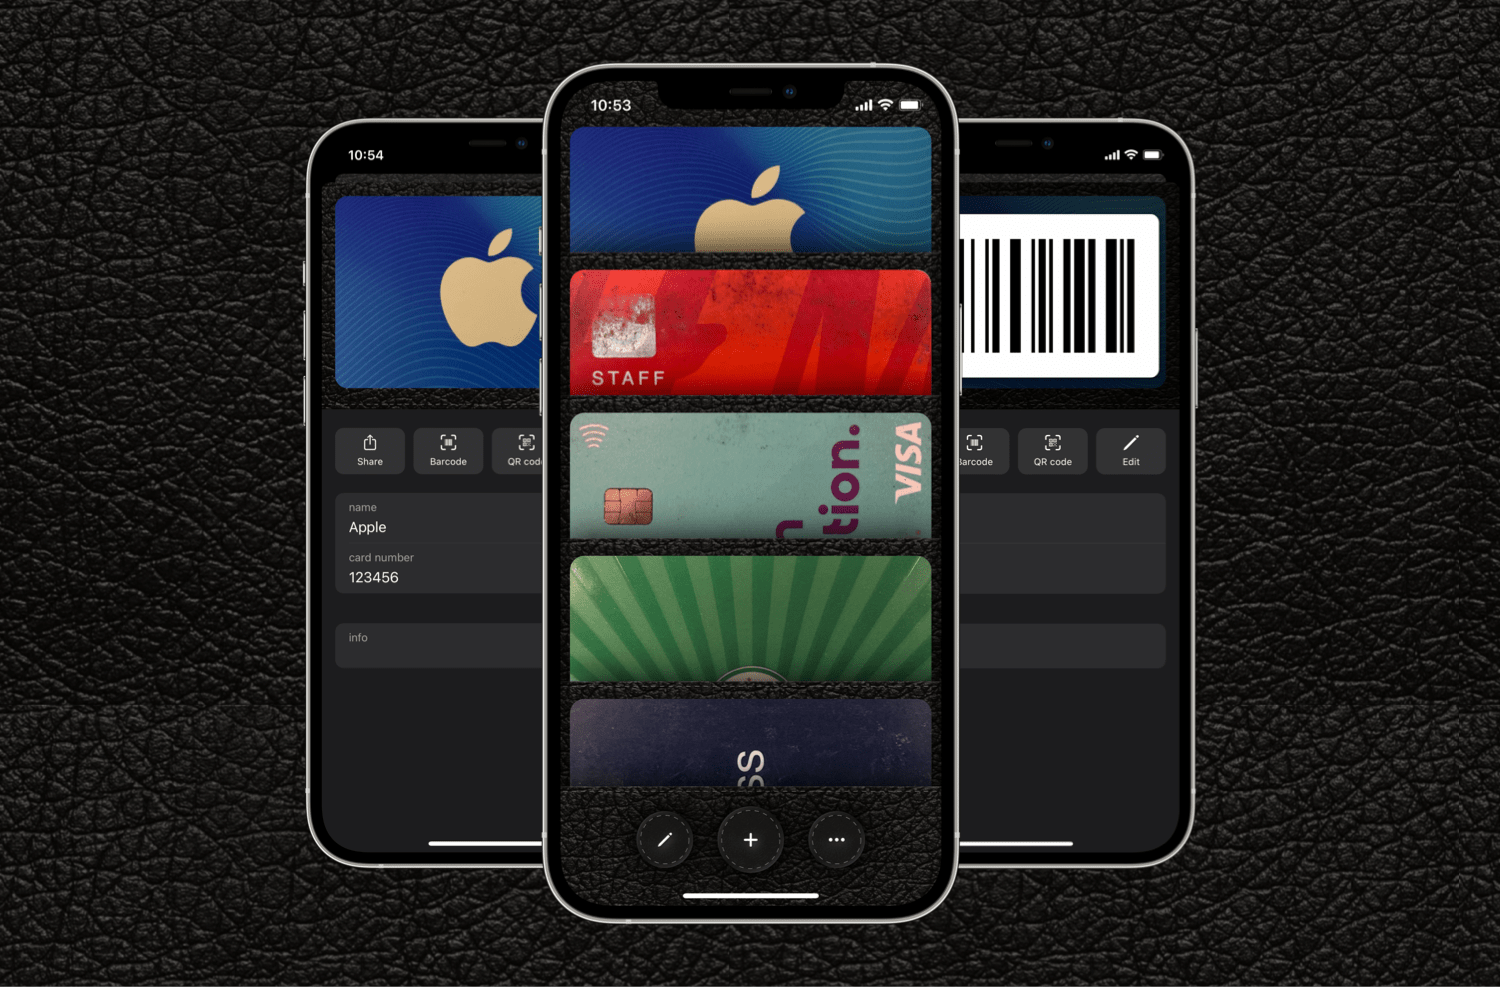 10:54
Share
Barcode
QR
name
Apple
card number
123456
info
10:53
STAFF
VISA
tion.
n
SS
Barcode
QR code
Edit